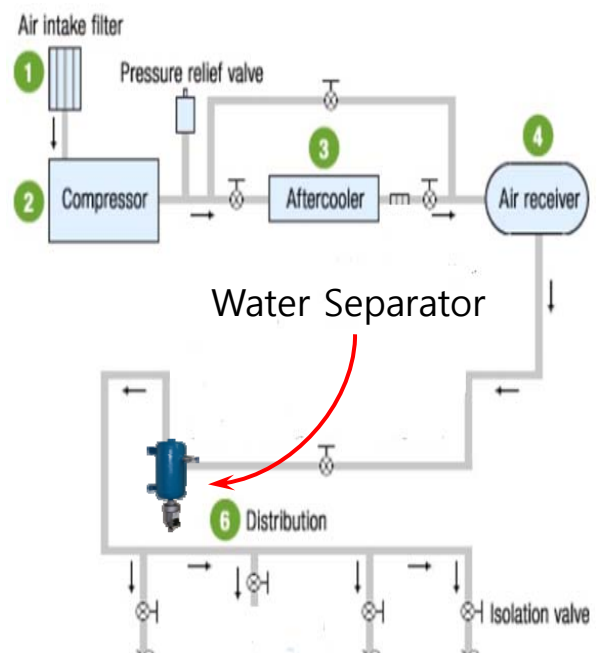 Air intake filter
1
Pressure relief valve
3
4
2
Compressor
Aftercooler
Air receiver
Water Separator
6 Distribution
Isolation valve